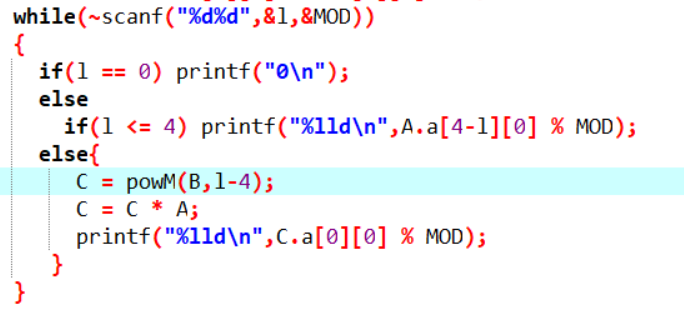 while(~scanf("%d%d",&l,&MOD))
{
if(l == 0) printf("0\n");
else
if(l <= 4) printf("%lld\n",A.a[4-l][0] % MOD);
else{
C = powM(B,l-4);
C = C * A;
printf("%lld\n",C.a[0][0] % MOD);
}
}